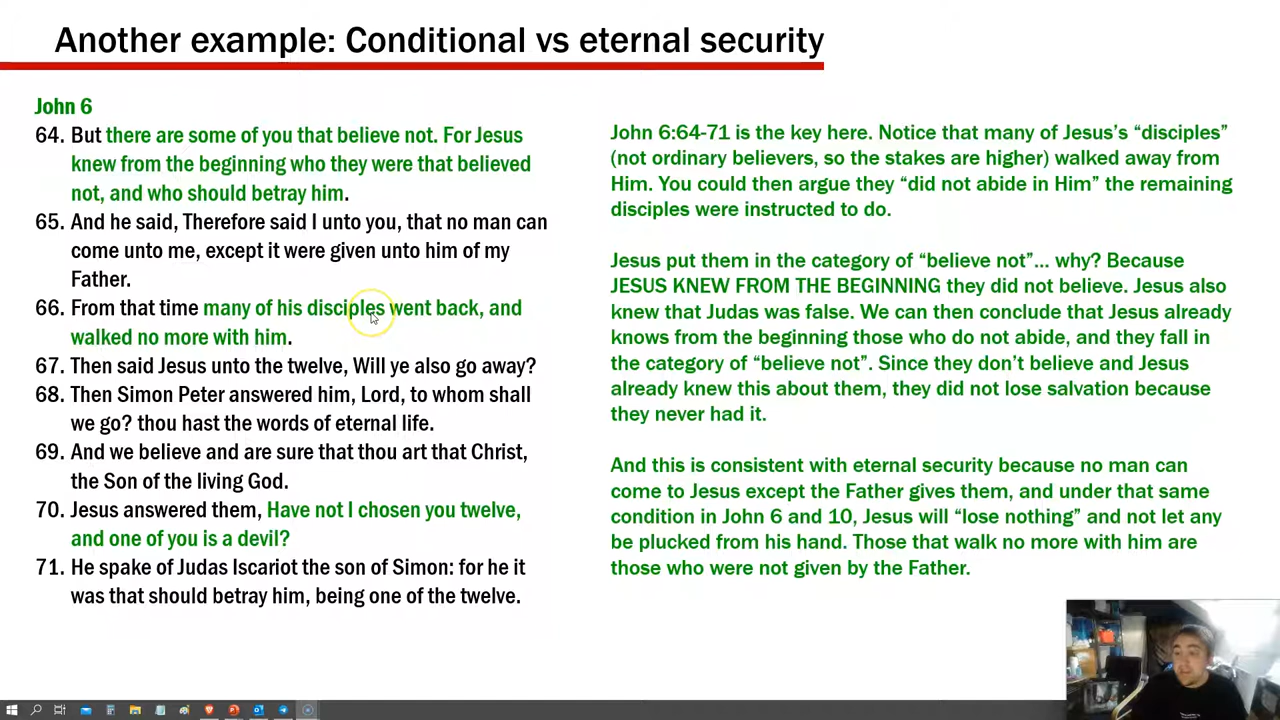 Another example: Conditional vs eternal security
John 6
64. But there are some of you that believe not. For Jesus
knew from the beginning who they were that believed
not, and who should betray him.
65. And he said, Therefore said I unto you, that no man can
come unto me, except it were given unto him of my
Father.
66. From that time many of his disciples went back, and
walked no more with him.
67. Then said Jesus unto the twelve, Will ye also go away?
68. Then Simon Peter answered him, Lord, to whom shall
we go? thou hast the words of eternal life.
69. And we believe and are sure that thou art that Christ,
the Son of the living God.
70. Jesus answered them, Have not I chosen you twelve,
and one of you is a devil?
71. He spake of Judas Iscariot the son of Simon: for he it
was that should betray him, being one of the twelve.
John 6:64-71 is the key here. Notice that many of Jesus's “disciples”
(not ordinary believers, so the stakes are higher) walked away from
Him. You could then argue they “did not abide in Him” the remaining
disciples were instructed to do.
Jesus put them in the category of “believe not”... why? Because
JESUS KNEW FROM THE BEGINNING they did not believe. Jesus also
knew that Judas was false. We can then conclude that Jesus already
knows from the beginning those who do not abide, and they fall in
the category of “believe not”. Since they don’t believe and Jesus
already knew this about them, they did not lose salvation because
they never had it.
And this is consistent with eternal security because no man can
come to Jesus except the Father gives them, and under that same
condition in John 6 and 10, Jesus will “lose nothing” and not let any
be plucked from his hand. Those that walk no more with him are
those who were not given by the Father.